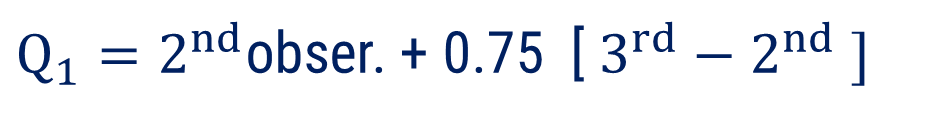 Q₁ = 2ⁿᵈ obser. + 0.75 [ 3ʳᵈ − 2ⁿᵈ ]